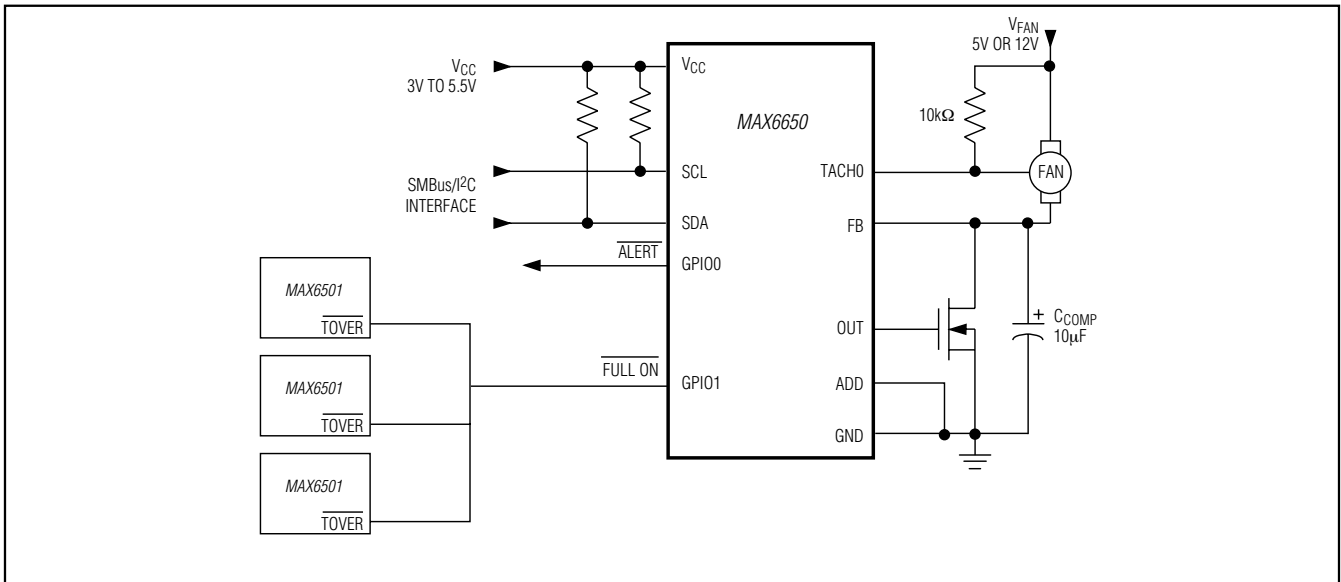 VFAN
5V OR 12V
VCC
3V TO 5.5V
VCC
MAX6650
10kΩ
SCL
TACH0
FAN
SMBus/I²C
INTERFACE
SDA
FB
ALERT
GPIO0
MAX6501
TOVER
OUT
+
CCOMP
10µF
MAX6501
TOVER
FULL ON
GPIO1
ADD
GND
MAX6501
TOVER